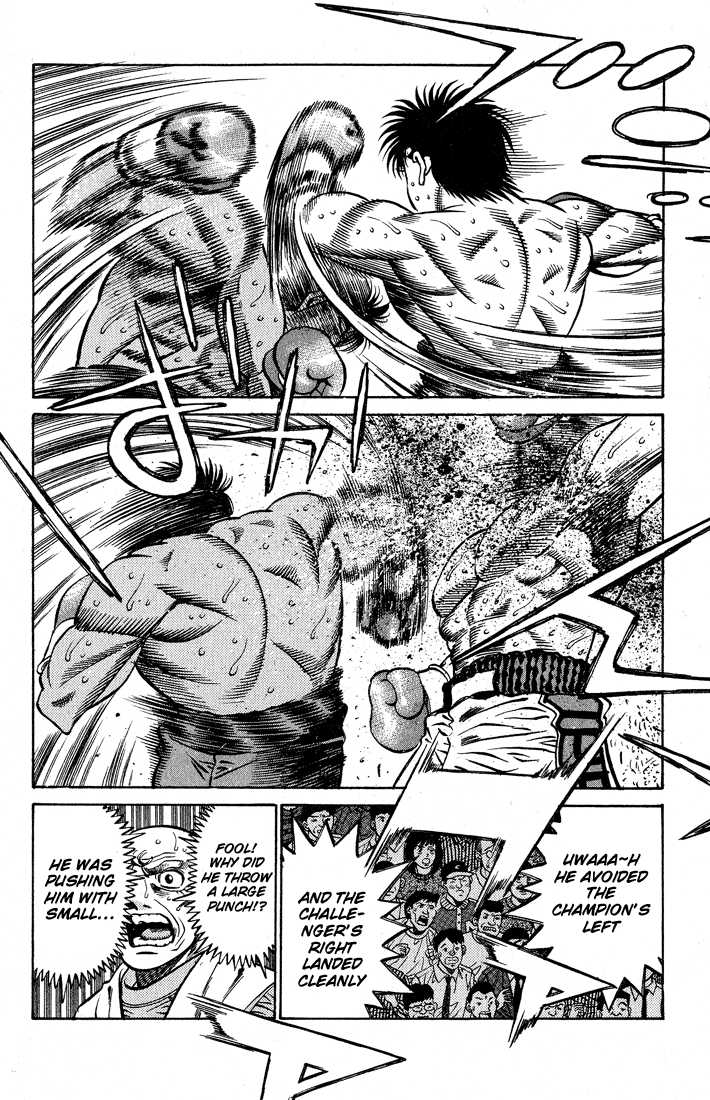 UWAAA~H
HE AVOIDED
THE
CHAMPION'S
LEFT
AND THE
CHALLE-
NGER'S
RIGHT
LANDED
CLEANLY
FOOL!
WHY DID
HE THROW
A LARGE
PUNCH!?
HE WAS
PUSHING
HIM WITH
SMALL...